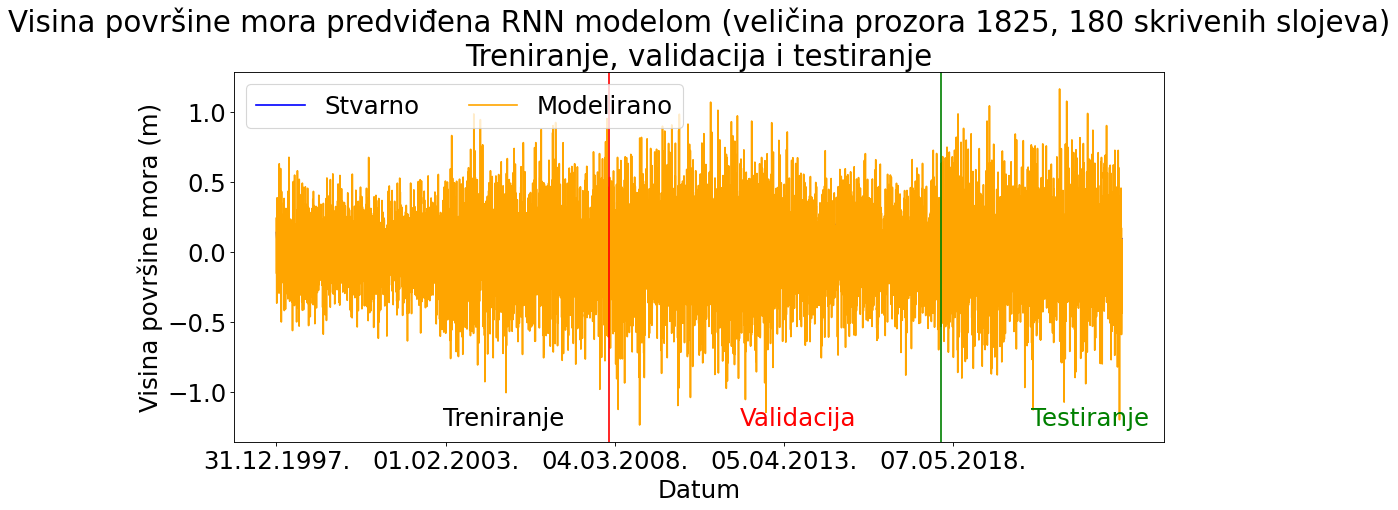 Visina površine mora predviđena RNN modelom (veličina prozora 1825, 180 skrivenih slojeva)
Treniranje, validacija i testiranje
Stvarno Modelirano
Visina površine mora (m)
1.0
0.5
0.0
−0.5
−1.0
Treniranje Validacija Testiranje
31.12.1997. 01.02.2003. 04.03.2008. 05.04.2013. 07.05.2018.
Datum